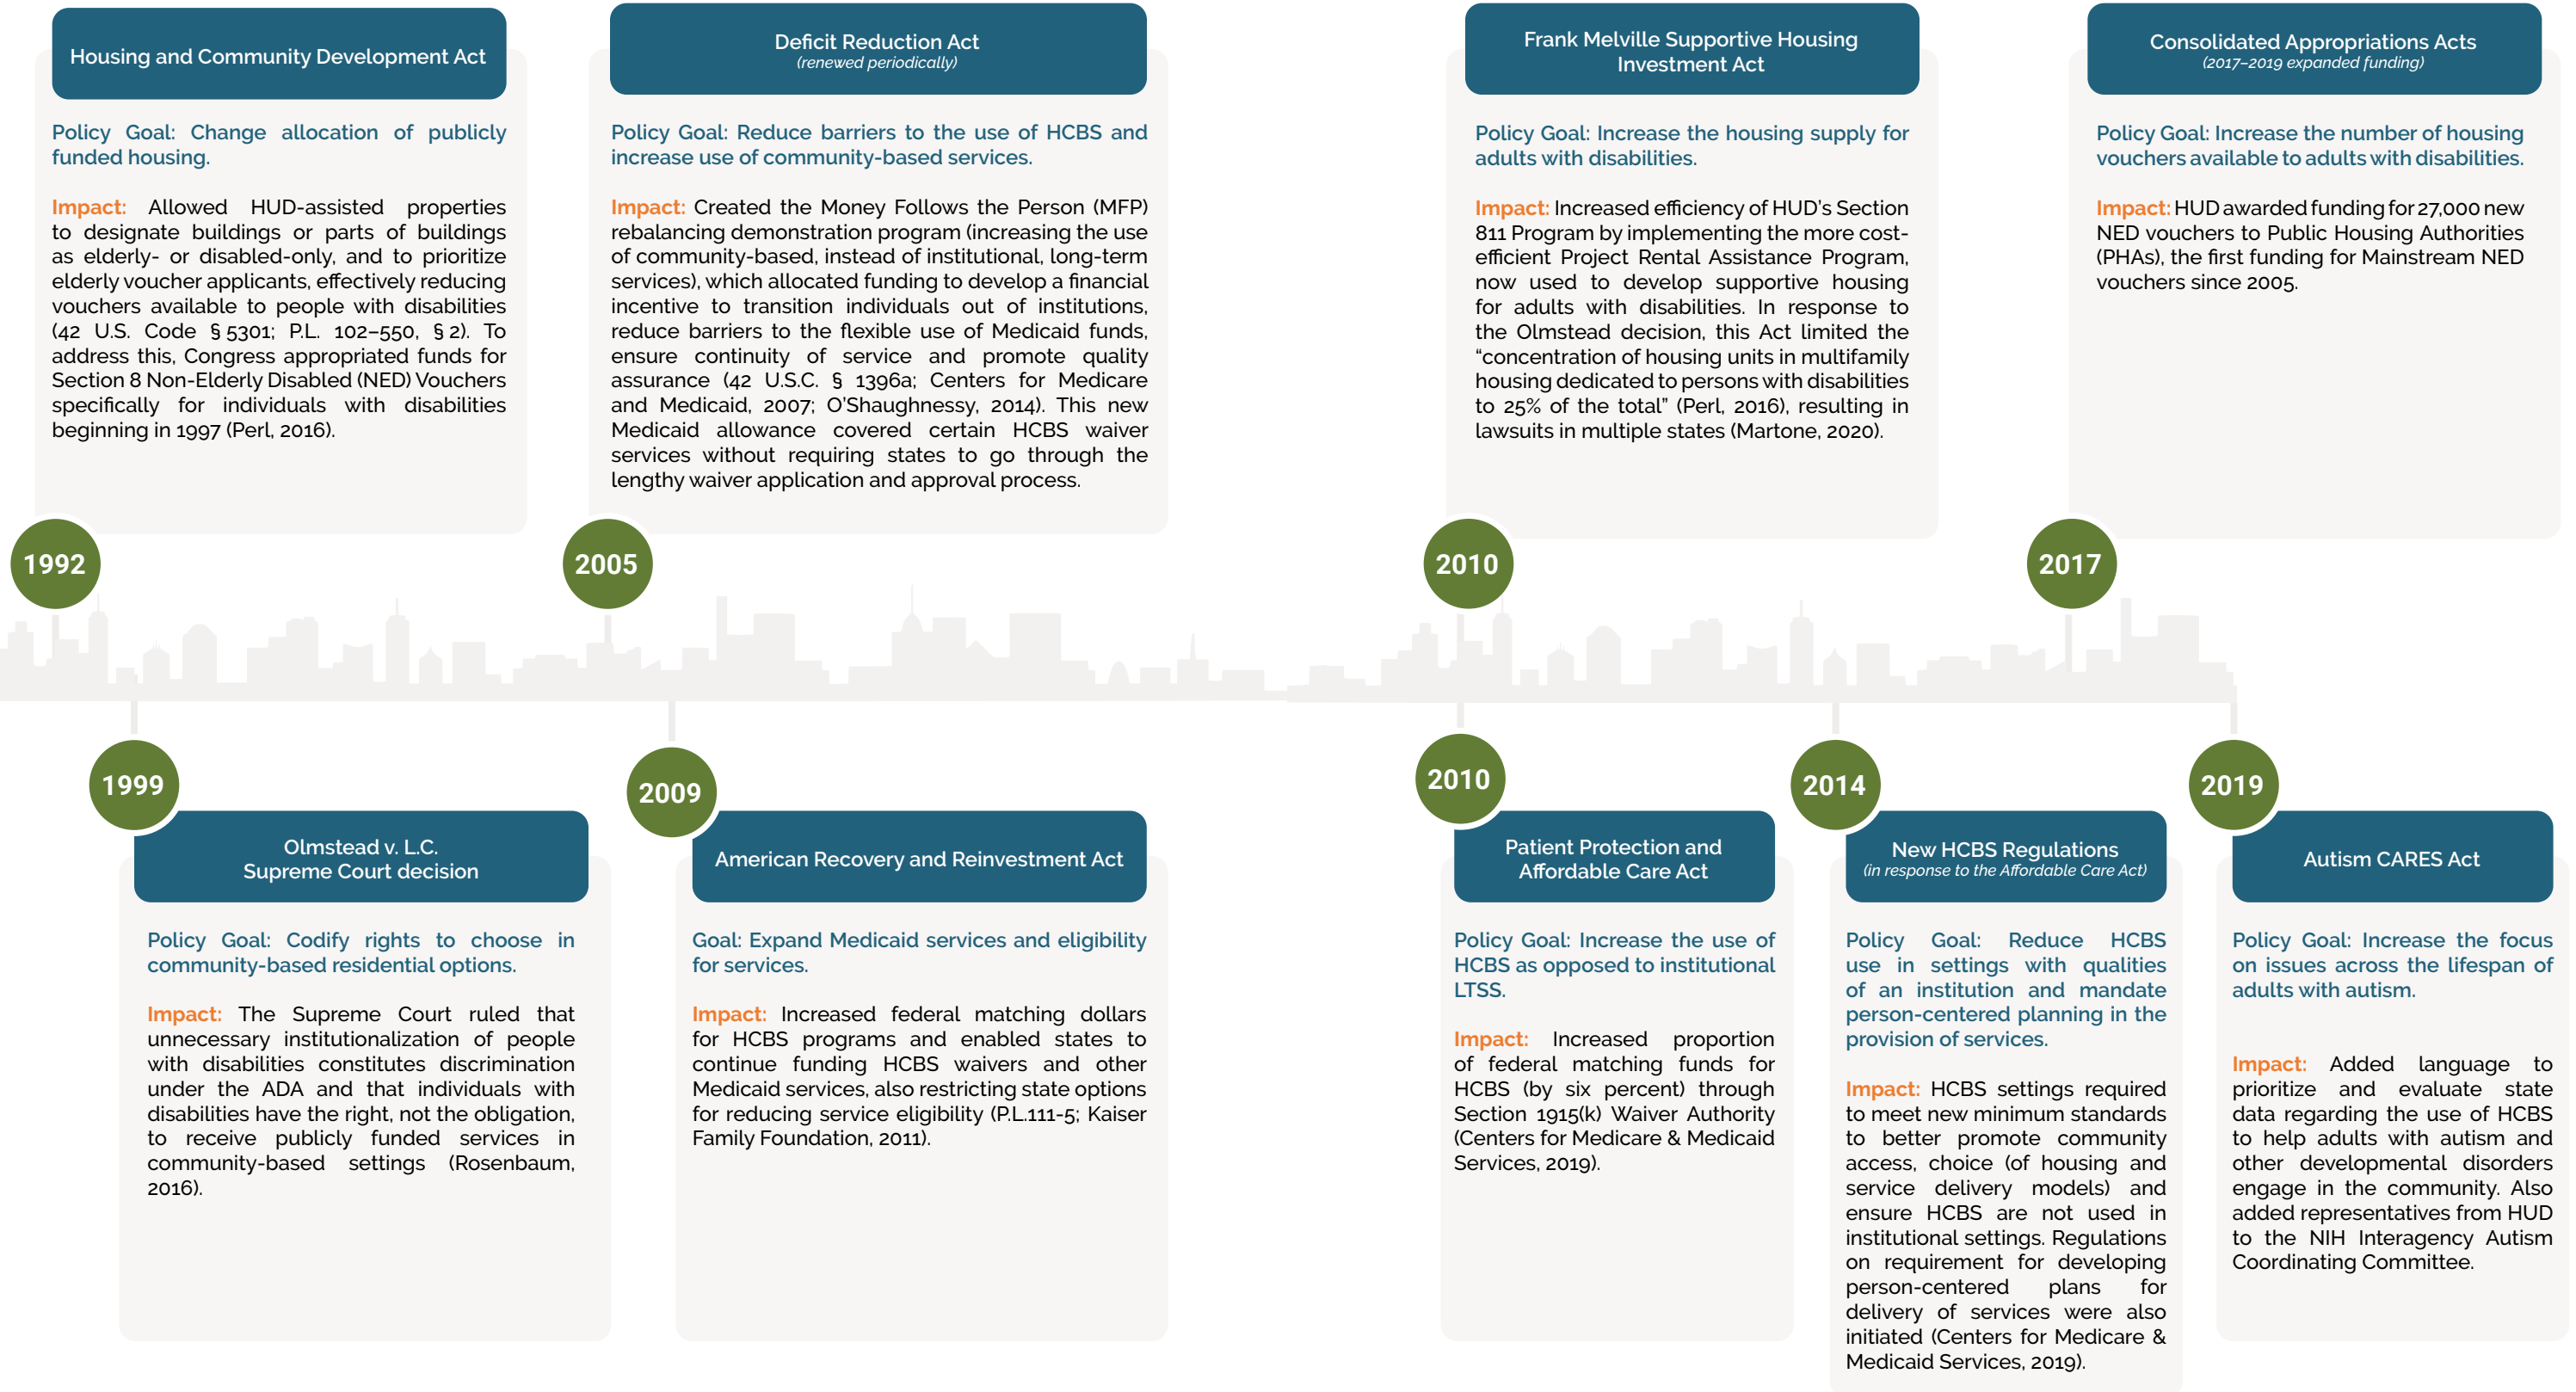 Housing and Community Development Act
Policy Goal: Change allocation of publicly
funded housing.
Impact: Allowed HUD-assisted properties
to designate buildings or parts of buildings
as elderly- or disabled-only, and to prioritize
elderly voucher applicants, effectively reducing
vouchers available to people with disabilities
(42 U.S. Code § 5301; P.L. 102–550, § 2). To
address this, Congress appropriated funds for
Section 8 Non-Elderly Disabled (NED) Vouchers
specifically for individuals with disabilities
beginning in 1997 (Perl, 2016).
1992
Deficit Reduction Act
(renewed periodically)
Policy Goal: Reduce barriers to the use of HCBS and
increase use of community-based services.
Impact: Created the Money Follows the Person (MFP)
rebalancing demonstration program (increasing the use
of community-based, instead of institutional, long-term
services), which allocated funding to develop a financial
incentive to transition individuals out of institutions,
reduce barriers to the flexible use of Medicaid funds,
ensure continuity of service and promote quality
assurance (42 U.S.C. § 1396a; Centers for Medicare
and Medicaid, 2007; O'Shaughnessy, 2014). This new
Medicaid allowance covered certain HCBS waiver
services without requiring states to go through the
lengthy waiver application and approval process.
2005
Frank Melville Supportive Housing
Investment Act
Policy Goal: Increase the housing supply for
adults with disabilities.
Impact: Increased efficiency of HUD's Section
811 Program by implementing the more cost-
efficient Project Rental Assistance Program,
now used to develop supportive housing
for adults with disabilities. In response to
the Olmstead decision, this Act limited the
“concentration of housing units in multifamily
housing dedicated to persons with disabilities
to 25% of the total” (Perl, 2016), resulting in
lawsuits in multiple states (Martone, 2020).
2010
Consolidated Appropriations Acts
(2017–2019 expanded funding)
Policy Goal: Increase the number of housing
vouchers available to adults with disabilities.
Impact: HUD awarded funding for 27,000 new
NED vouchers to Public Housing Authorities
(PHAs), the first funding for Mainstream NED
vouchers since 2005.
2017
1999
Olmstead v. L.C.
Supreme Court decision
Policy Goal: Codify rights to choose in
community-based residential options.
Impact: The Supreme Court ruled that
unnecessary institutionalization of people
with disabilities constitutes discrimination
under the ADA and that individuals with
disabilities have the right, not the obligation,
to receive publicly funded services in
community-based settings (Rosenbaum,
2016).
2009
American Recovery and Reinvestment Act
Goal: Expand Medicaid services and eligibility
for services.
Impact: Increased federal matching dollars
for HCBS programs and enabled states to
continue funding HCBS waivers and other
Medicaid services, also restricting state options
for reducing service eligibility (P.L.111-5; Kaiser
Family Foundation, 2011).
2010
Patient Protection and
Affordable Care Act
Policy Goal: Increase the use of
HCBS as opposed to institutional
LTSS.
Impact: Increased proportion
of federal matching funds for
HCBS (by six percent) through
Section 1915(k) Waiver Authority
(Centers for Medicare & Medicaid
Services, 2019).
2014
New HCBS Regulations
(in response to the Affordable Care Act)
Policy Goal: Reduce HCBS
use in settings with qualities
of an institution and mandate
person-centered planning in the
provision of services.
Impact: HCBS settings required
to meet new minimum standards
to better promote community
access, choice (of housing and
service delivery models) and
ensure HCBS are not used in
institutional settings. Regulations
on requirement for developing
person-centered plans for
delivery of services were also
initiated (Centers for Medicare &
Medicaid Services, 2019).
2019
Autism CARES Act
Policy Goal: Increase the focus
on issues across the lifespan of
adults with autism.
Impact: Added language to
prioritize and evaluate state
data regarding the use of HCBS
to help adults with autism and
other developmental disorders
engage in the community. Also
added representatives from HUD
to the NIH Interagency Autism
Coordinating Committee.